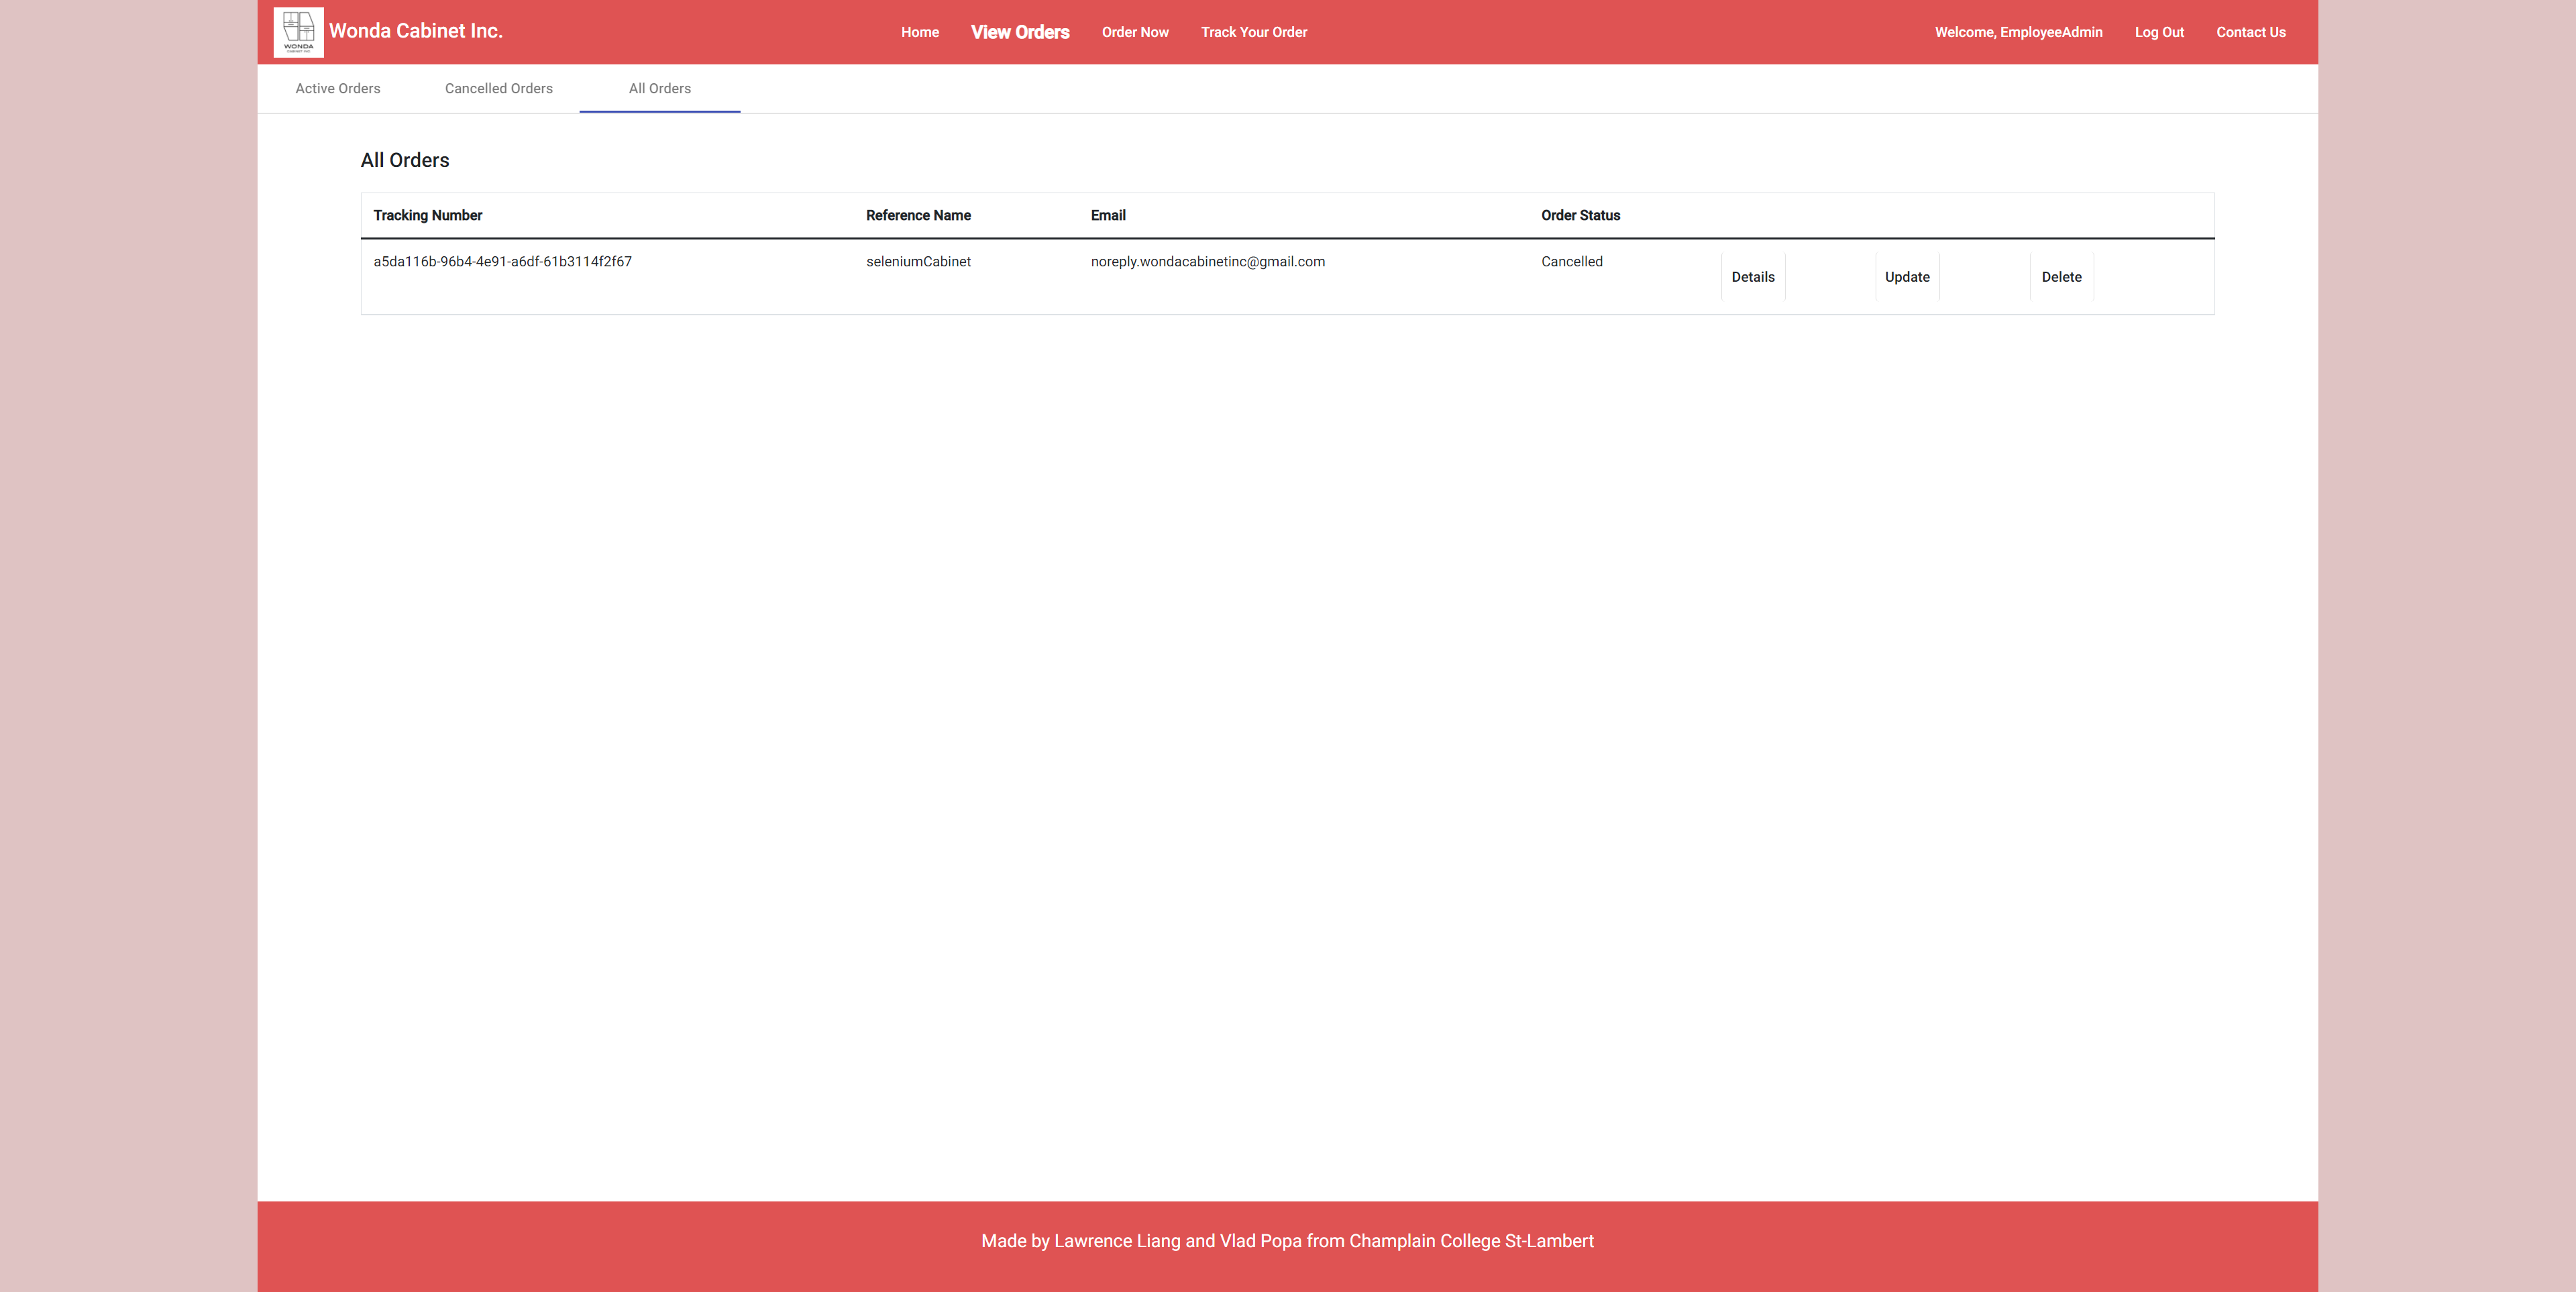 WONDA
CABINET INC.
Wonda Cabinet Inc.
Home View Orders Order Now Track Your Order
Welcome, EmployeeAdmin Log Out Contact Us
Active Orders Cancelled Orders All Orders
All Orders
Tracking Number Reference Name Email Order Status
a5da116b-96b4-4e91-a6df-61b3114f2f67 seleniumCabinet noreply.wondacabinetinc@gmail.com Cancelled Details Update Delete
Made by Lawrence Liang and Vlad Popa from Champlain College St-Lambert